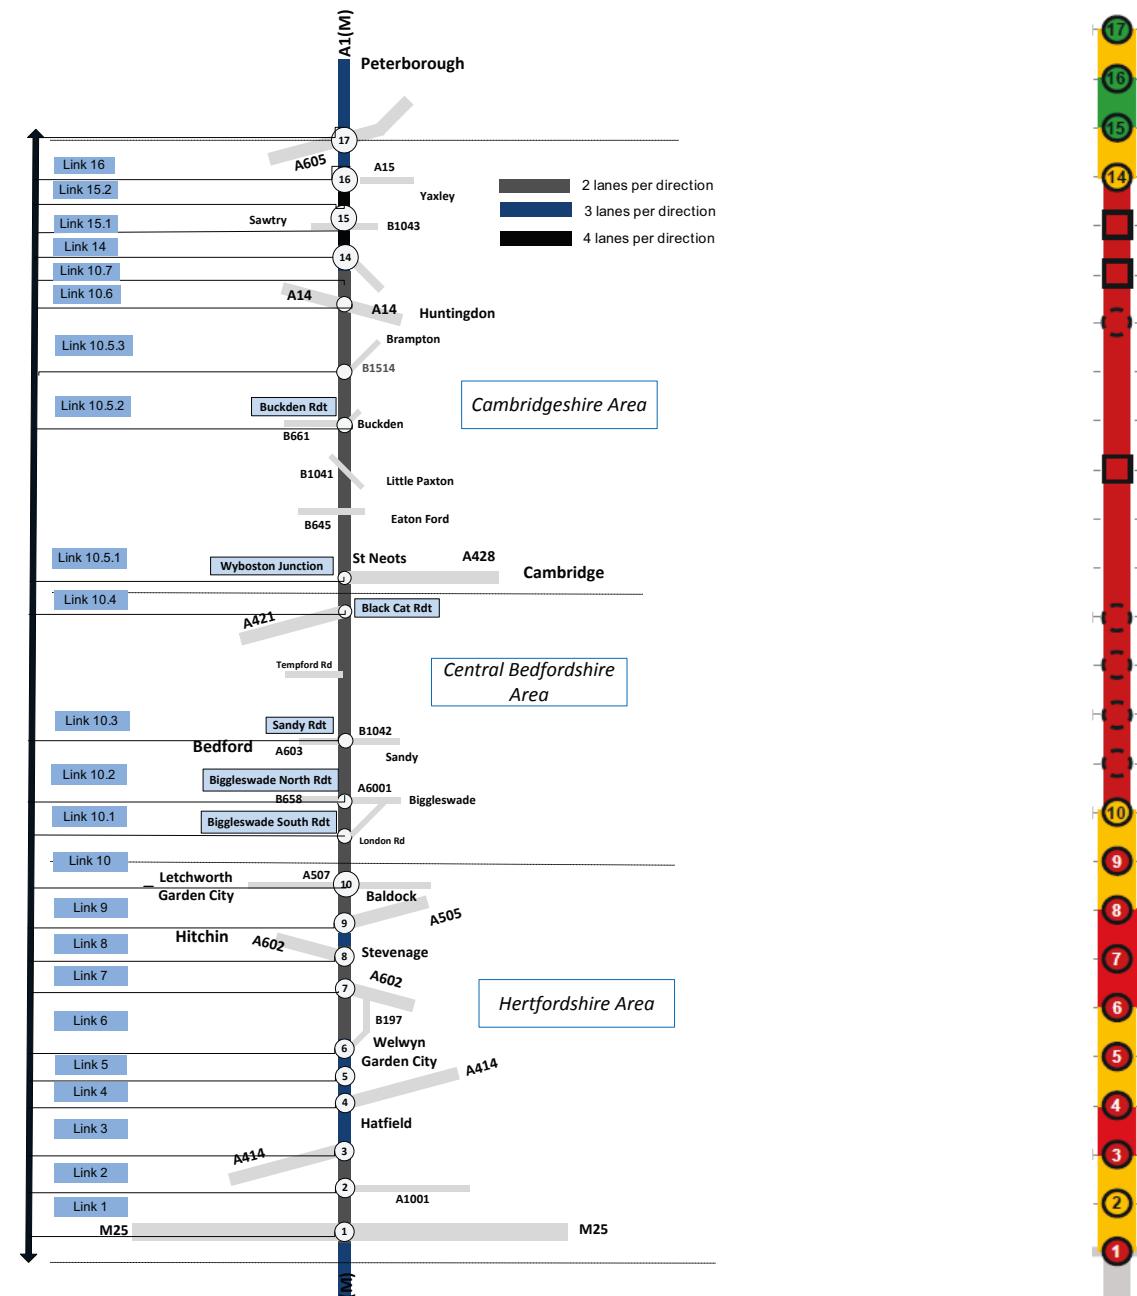 A1(M)
Peterborough
17
A605
Link 16
A15
16
Link 15.2
Yaxley
2 lanes per direction
3 lanes per direction
4 lanes per direction
Sawtry
15
B1043
Link 15.1
Link 14
14
Link 10.7
Link 10.6
A14
A14
Huntingdon
Brampton
Link 10.5.3
B1514
Link 10.5.2
Buckden Rdt
Cambridgeshire Area
Buckden
B661
B1041
Little Paxton
B645
Eaton Ford
Link 10.5.1
St Neots
A428
Wyboston Junction
Cambridge
Link 10.4
Black Cat Rdt
A421
Tempford Rd
Central Bedfordshire
Area
Link 10.3
Sandy Rdt
B1042
Bedford
A603
Sandy
Link 10.2
Biggleswade North Rdt
A6001
B658
Biggleswade
Link 10.1
Biggleswade South Rdt
London Rd
Link 10
A507
Letchworth
Garden City
10
Baldock
Link 9
A505
9
Hitchin
A602
Link 8
8
Stevenage
Link 7
7
A602
Hertfordshire Area
Link 6
B197
6
Welwyn
Garden City
Link 5
5
A414
Link 4
4
Hatfield
Link 3
3
A414
Link 2
2
A1001
Link 1
M25
1
M25
M)
17
16
15
14
10
9
8
7
6
5
4
3
2
1